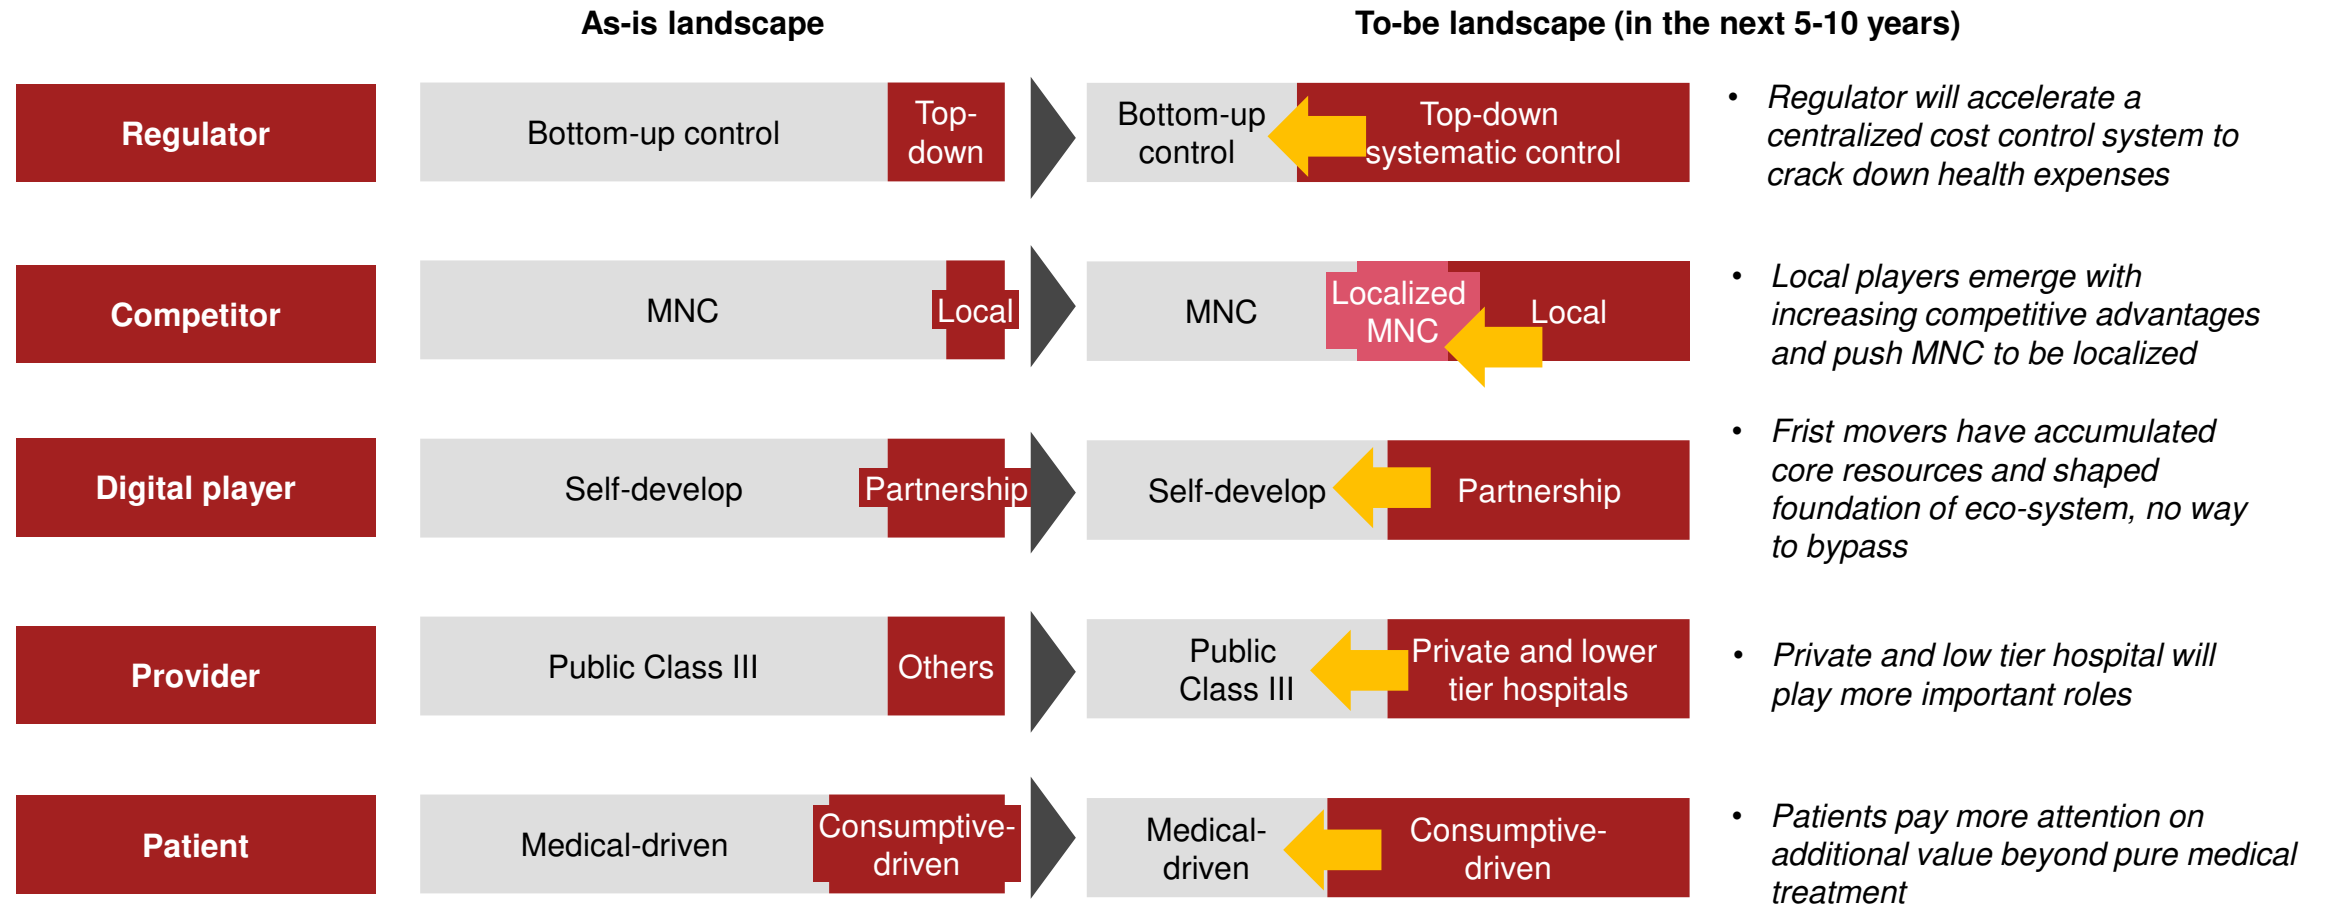 As-is landscape
To-be landscape (in the next 5-10 years)
Regulator
Bottom-up control
Top-
down
Bottom-up
control
Top-down
systematic control
• Regulator will accelerate a
centralized cost control system to
crack down health expenses
Competitor
MNC
Local
MNC
Localized
MNC
Local
• Local players emerge with
increasing competitive advantages
and push MNC to be localized
Digital player
Self-develop
Partnership
Self-develop
Partnership
• Frist movers have accumulated
core resources and shaped
foundation of eco-system, no way
to bypass
Provider
Public Class III
Others
Public
Class III
Private and lower
tier hospitals
• Private and low tier hospital will
play more important roles
Patient
Medical-driven
Consumptive-
driven
Medical-
driven
Consumptive-
driven
• Patients pay more attention on
additional value beyond pure medical
treatment